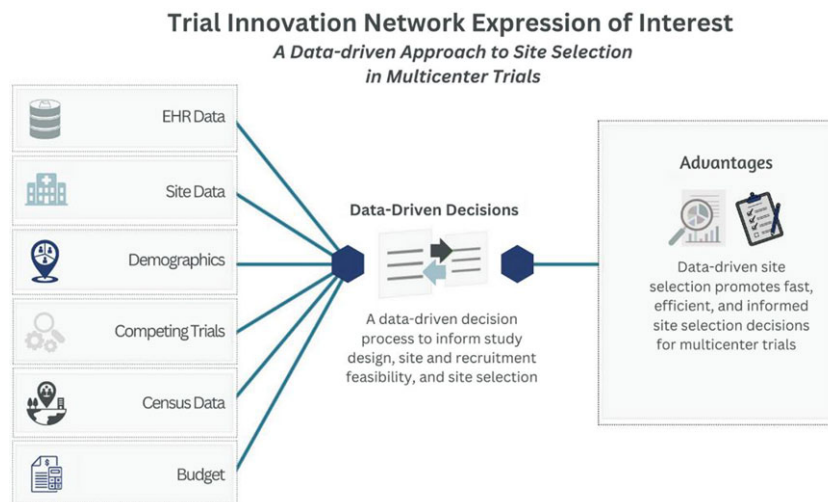 Trial Innovation Network Expression of Interest
A Data-driven Approach to Site Selection
in Multicenter Trials
EHR Data
Site Data
Demographics
Competing Trials
Census Data
Budget
Data-Driven Decisions
A data-driven decision
process to inform study
design, site and recruitment
feasibility, and site selection
Advantages
Data-driven site
selection promotes fast,
efficient, and informed
site selection decisions
for multicenter trials